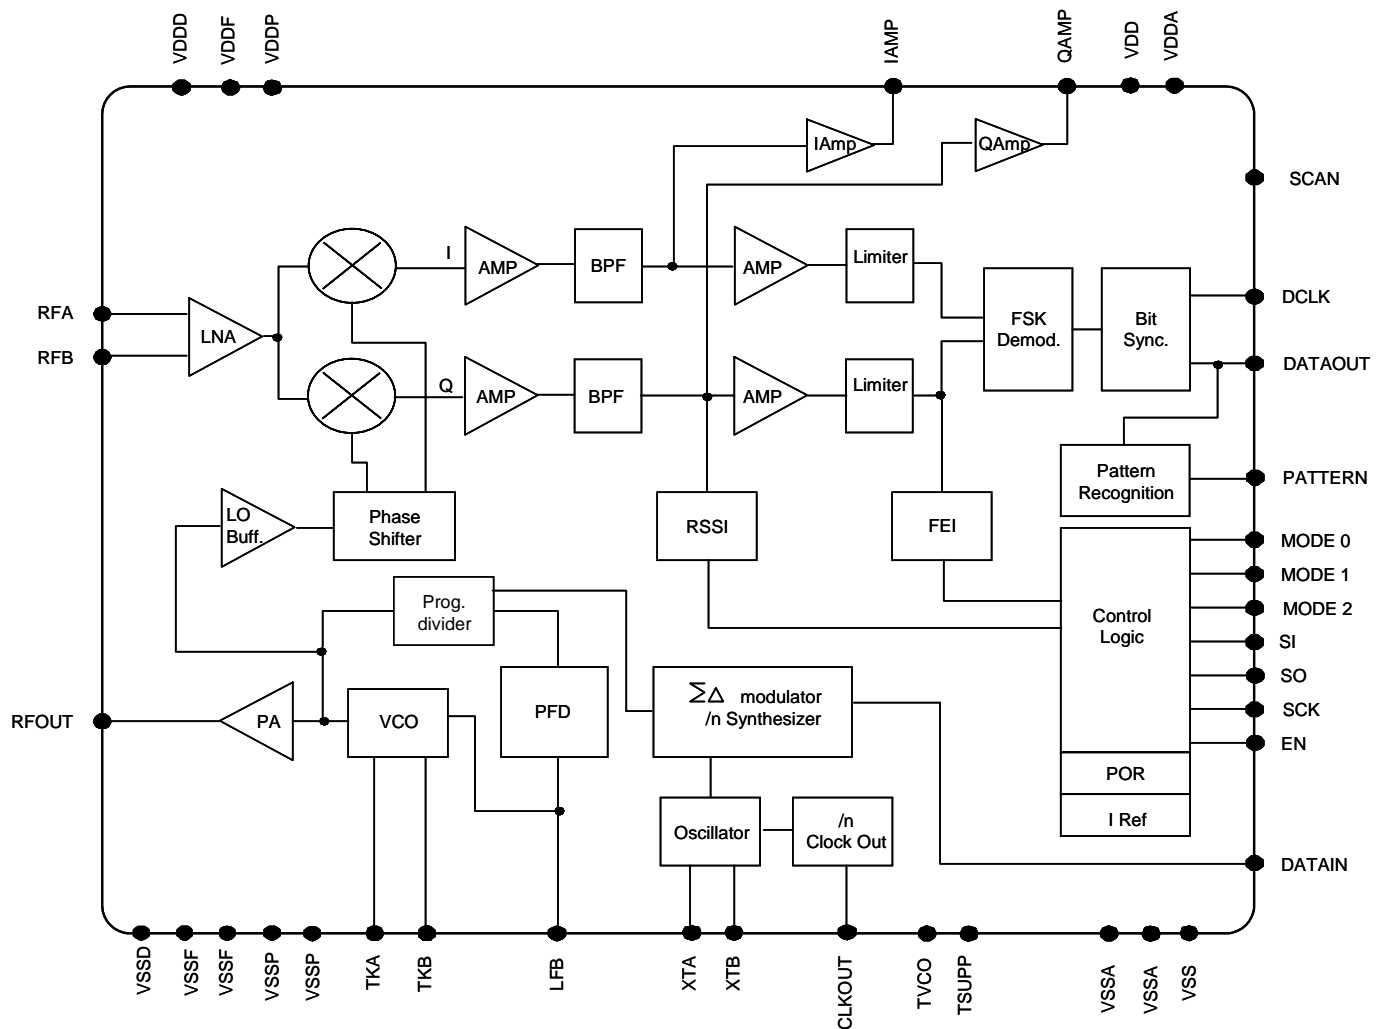 VDDD
VDDF
VDDP
IAMP
QAMP
VDD
VDDA
IAmp
QAmp
SCAN
I
AMP
BPF
AMP
Limiter
RFA
LNA
FSK
Demod.
Bit
Sync.
DCLK
RFB
DATAOUT
Q
AMP
BPF
AMP
Limiter
Pattern
Recognition
PATTERN
LO
Buff.
Phase
Shifter
RSSI
FEI
MODE 0
MODE 1
MODE 2
Prog.
divider
Control
Logic
SI
SO
SCK
EN
RFOUT
PA
VCO
PFD
ΣΔ modulator
/n Synthesizer
POR
I Ref
Oscillator
/n
Clock Out
DATAIN
VSSD
VSSF
VSSF
VSSP
VSSP
TKA
TKB
LFB
XTA
XTB
CLKOUT
TVCO
TSUPP
VSSA
VSSA
VSS